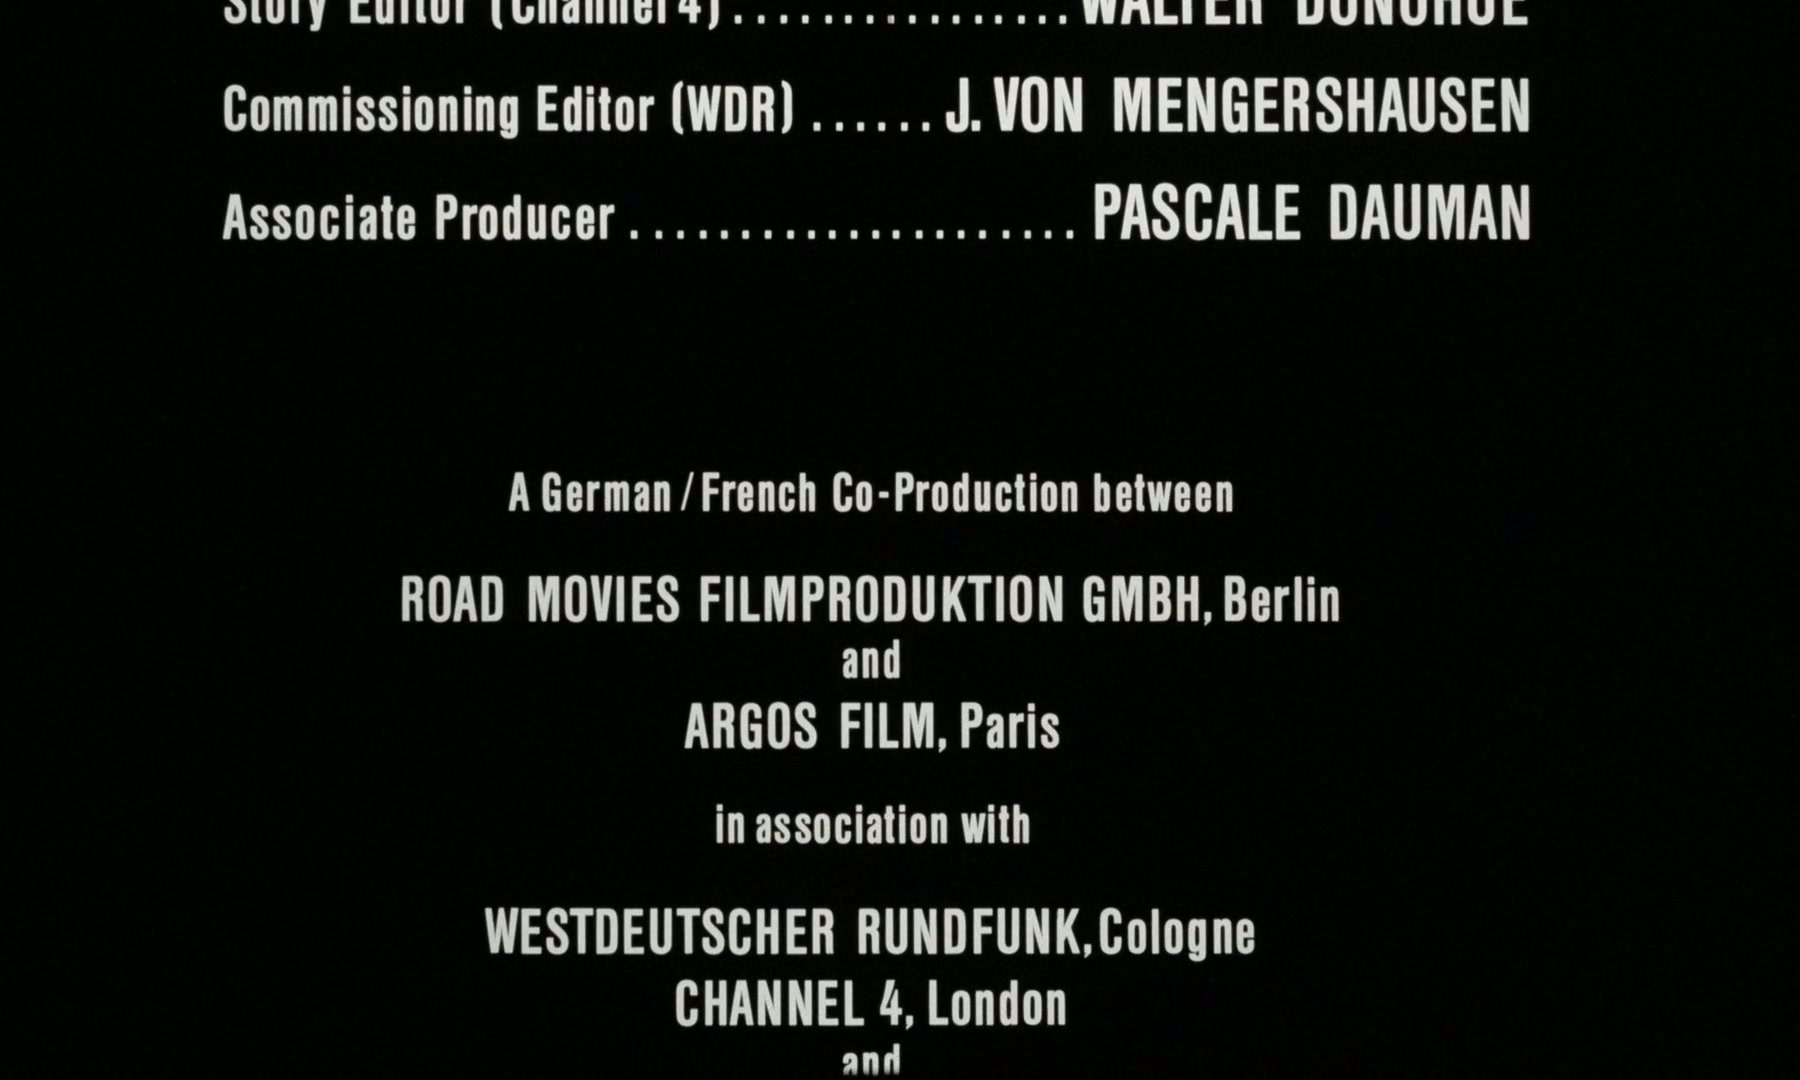 Story Editor (Channel 4)................WALTER DONOHUE
Commissioning Editor (WDR) ......J. VON MENGERSHAUSEN
Associate Producer.....................PASCALE DAUMAN
A German / French Co-Production between
ROAD MOVIES FILMPRODUKTION GMBH, Berlin
and
ARGOS FILM, Paris
in association with
WESTDEUTSCHER RUNDFUNK, Cologne
CHANNEL 4, London
and